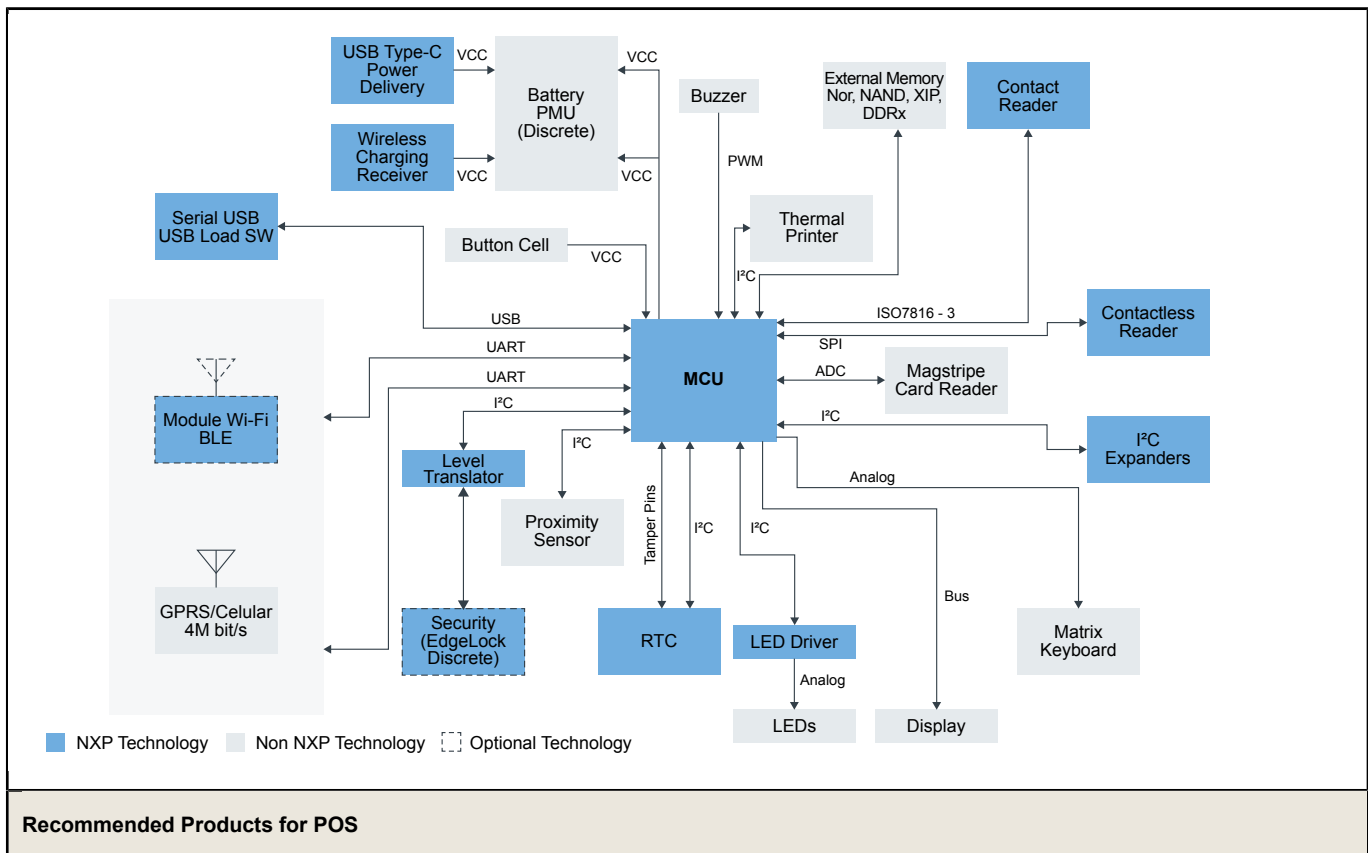 USB Type-C
Power
Delivery
VCC
VCC
Battery
PMU
(Discrete)
Wireless
Charging
Receiver
VCC
VCC
Buzzer
PWM
External Memory
Nor, NAND, XIP,
DDRx
Contact
Reader
Serial USB
USB Load SW
Button Cell
VCC
Thermal
Printer
I²C
USB
UART
UART
I²C
I²C
MCU
ISO7816 - 3
SPI
Contactless
Reader
ADC
Magstripe
Card Reader
I²C
I²C
Expanders
Module Wi-Fi
BLE
Level
Translator
Proximity
Sensor
Tamper Pins
I²C
I²C
Analog
Bus
GPRS/Celular
4M bit/s
Security
(EdgeLock
Discrete)
RTC
LED Driver
Analog
Matrix
Keyboard
LEDs
Display
NXP Technology
Non NXP Technology
Optional Technology
Recommended Products for POS